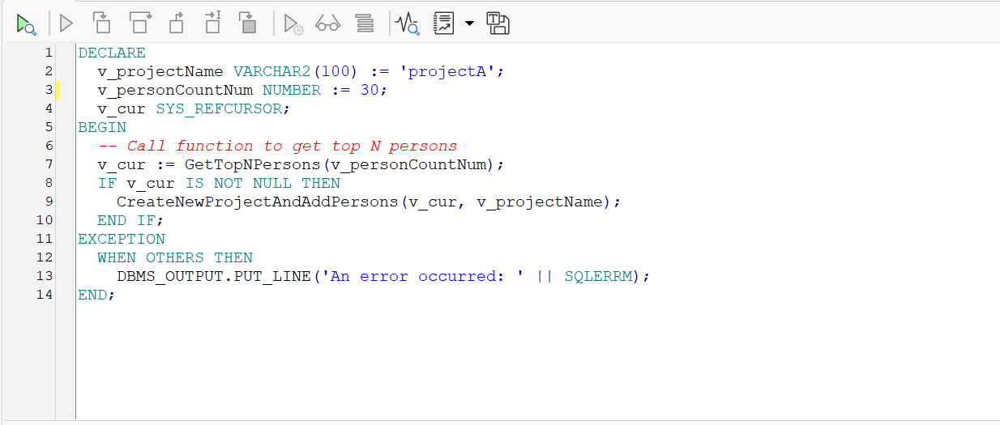 1 DECLARE
2   v_projectName VARCHAR2(100) := 'projectA';
3   v_personCountNum NUMBER := 30;
4   v_cur SYS_REFCURSOR;
5 BEGIN
6   -- Call function to get top N persons
7   v_cur := GetTopNPersons(v_personCountNum);
8   IF v_cur IS NOT NULL THEN
9     CreateNewProjectAndAddPersons(v_cur, v_projectName);
10   END IF;
11 EXCEPTION
12   WHEN OTHERS THEN
13     DBMS_OUTPUT.PUT_LINE('An error occurred: ' || SQLERRM);
14 END;